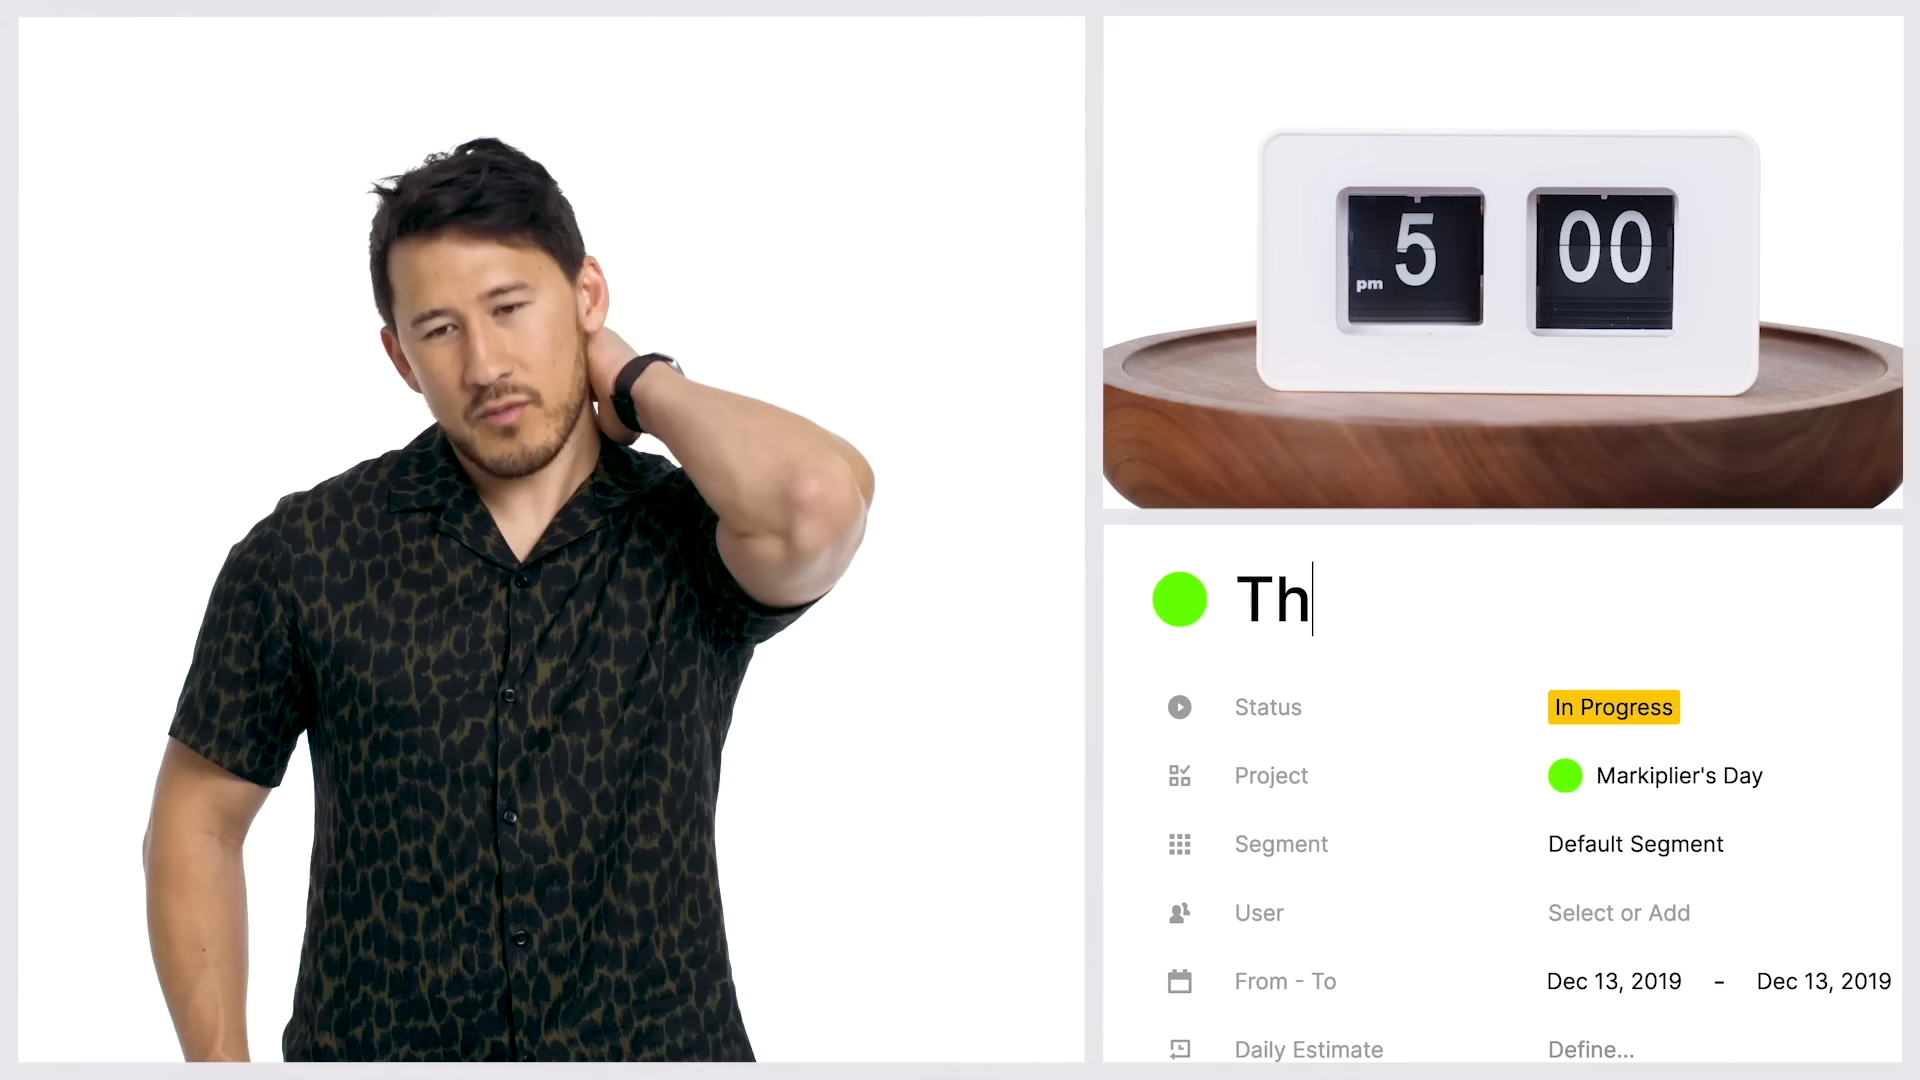 5 00
pm
Th
Status In Progress
Project Markiplier's Day
Segment Default Segment
User Select or Add
From - To Dec 13, 2019 - Dec 13, 2019
Daily Estimate Define...